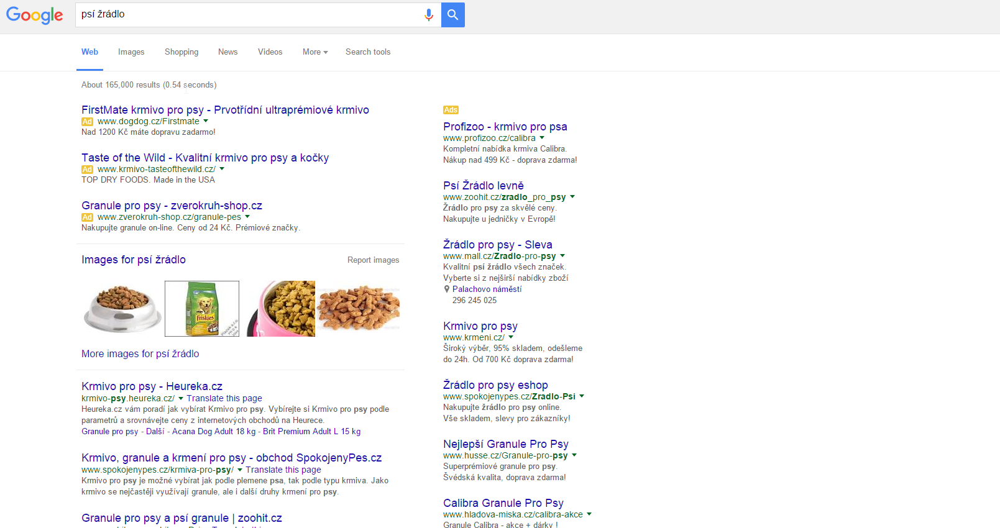 Google
psí žrádlo
Web Images Shopping News Videos More Search tools
About 165,000 results (0.54 seconds)
FirstMate krmivo pro psy - Prvotřídní ultraprémiové krmivo
Ad www.dogdog.cz/Firstmate
Nad 1200 Kč máte dopravu zadarmo!
Taste of the Wild - Kvalitní krmivo pro psy a kočky
Ad www.krmivo-tasteofthewild.cz/
TOP DRY FOODS. Made in the USA
Granule pro psy - zverokruh-shop.cz
Ad www.zverokruh-shop.cz/granule-pes
Nakupujte granule on-line. Ceny od 24 Kč. Prémiové značky.
Images for psí žrádlo
Report images
Friskies
More images for psí žrádlo
Krmivo pro psy - Heureka.cz
krmivo-psy.heureka.cz/ Translate this page
Heureka.cz vám poradí jak vybírat Krmivo pro psy. Vybírejte si Krmivo pro psy podle
parametrů a srovnávejte ceny z internetových obchodů na Heurece.
Granule pro psy - Další - Acana Dog Adult 18 kg - Brit Premium Adult L 15 kg
Krmivo, granule a krmení pro psy - obchod SpokojenyPes.cz
www.spokojenypes.cz/krmiva-pro-psy/ Translate this page
Krmivo pro psy je možné vybírat jak podle plemene psa, tak podle typu krmiva. Jako
krmivo se nejčastěji využívají granule, ale i další druhy krmení pro psy.
Granule pro psy a psí granule | zoohit.cz
Ads
Profizoo - krmivo pro psa
www.profizoo.cz/calibra
Kompletní nabídka krmiva Calibra.
Nákup nad 499 Kč - doprava zdarma!
Psí Žrádlo levně
www.zoohit.cz/zradlo_pro_psy
Žrádlo pro psy za skvělé ceny.
Nakupujte u jedničky v Evropě!
Žrádlo pro psy - Sleva
www.mall.cz/Zradlo-pro-psy
Kvalitní psí žrádlo všech značek.
Vyberte si z nejširší nabídky zboží
Palachovo náměstí
296 245 025
Krmivo pro psy
www.krmeni.cz/
Široký výběr, 95% skladem, odešleme
do 24h. Od 700 Kč doprava zdarma!
Žrádlo pro psy eshop
www.spokojenypes.cz/Zradlo-Psi
Nakupujte žrádlo pro psy online.
Vše skladem, slevy pro zákazníky!
Nejlepší Granule Pro Psy
www.husse.cz/Granule-pro-psy
Superprémiové granule pro psy.
Švédská kvalita, doprava zdarma!
Calibra Granule Pro Psy
www.hladova-miska.cz/calibra-akce
Granule Calibra - akce + dárky !